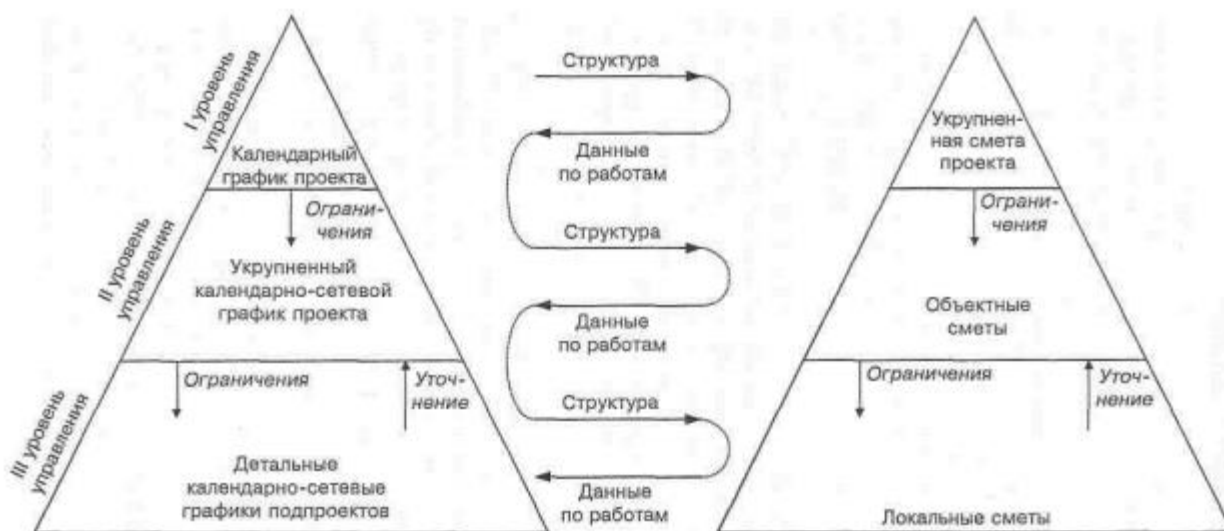 I уровень
управления
Календарный
график проекта
Ограни-
чения
II уровень
управления
Укрупненный
календарно-сетевой
график проекта
Ограничения
Уточ-
нение
III уровень
управления
Детальные
календарно-сетевые
графики подпроектов
Структура
Данные
по работам
Структура
Данные
по работам
Структура
Данные
по работам
Укрупнен-
ная смета
проекта
Ограни-
чения
Объектные
сметы
Ограничения
Уточ-
нение
Локальные сметы